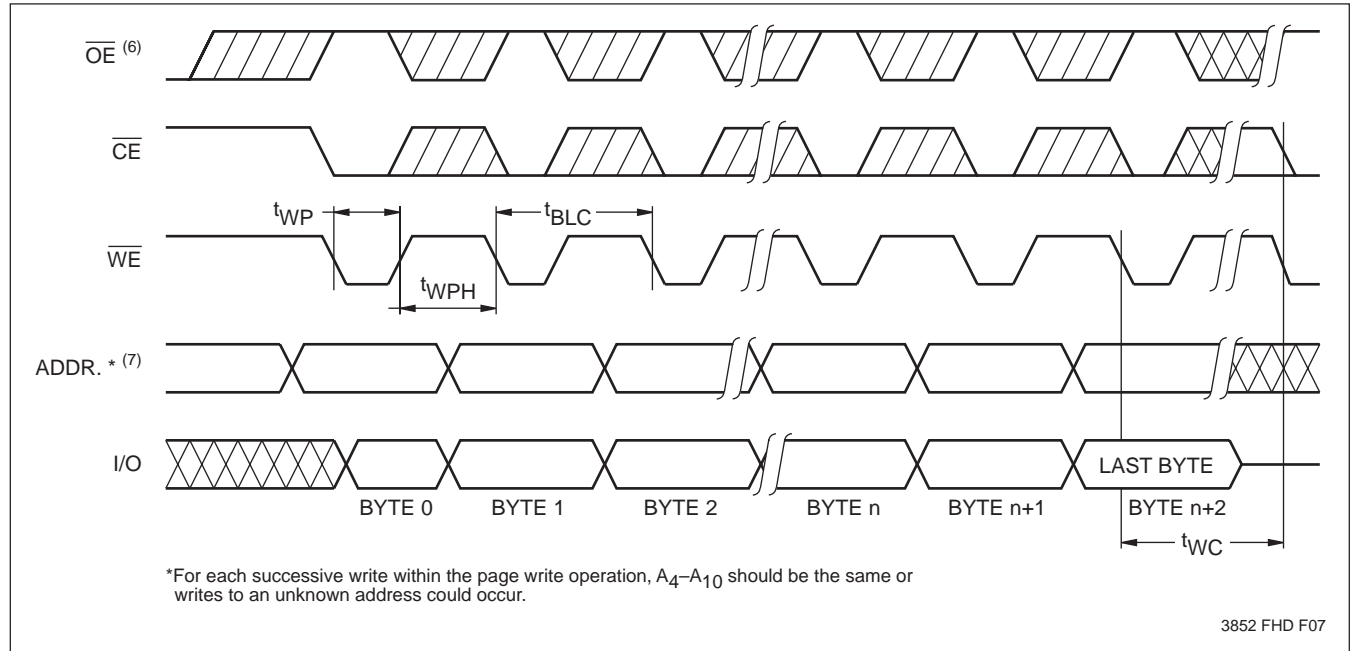 OE (6)
CE
tWP
tBLC
WE
tWPH
ADDR. * (7)
I/O
LAST BYTE
BYTE 0 BYTE 1 BYTE 2 BYTE n BYTE n+1 BYTE n+2
tWC
*For each successive write within the page write operation, A4–A10 should be the same or
writes to an unknown address could occur.
3852 FHD F07